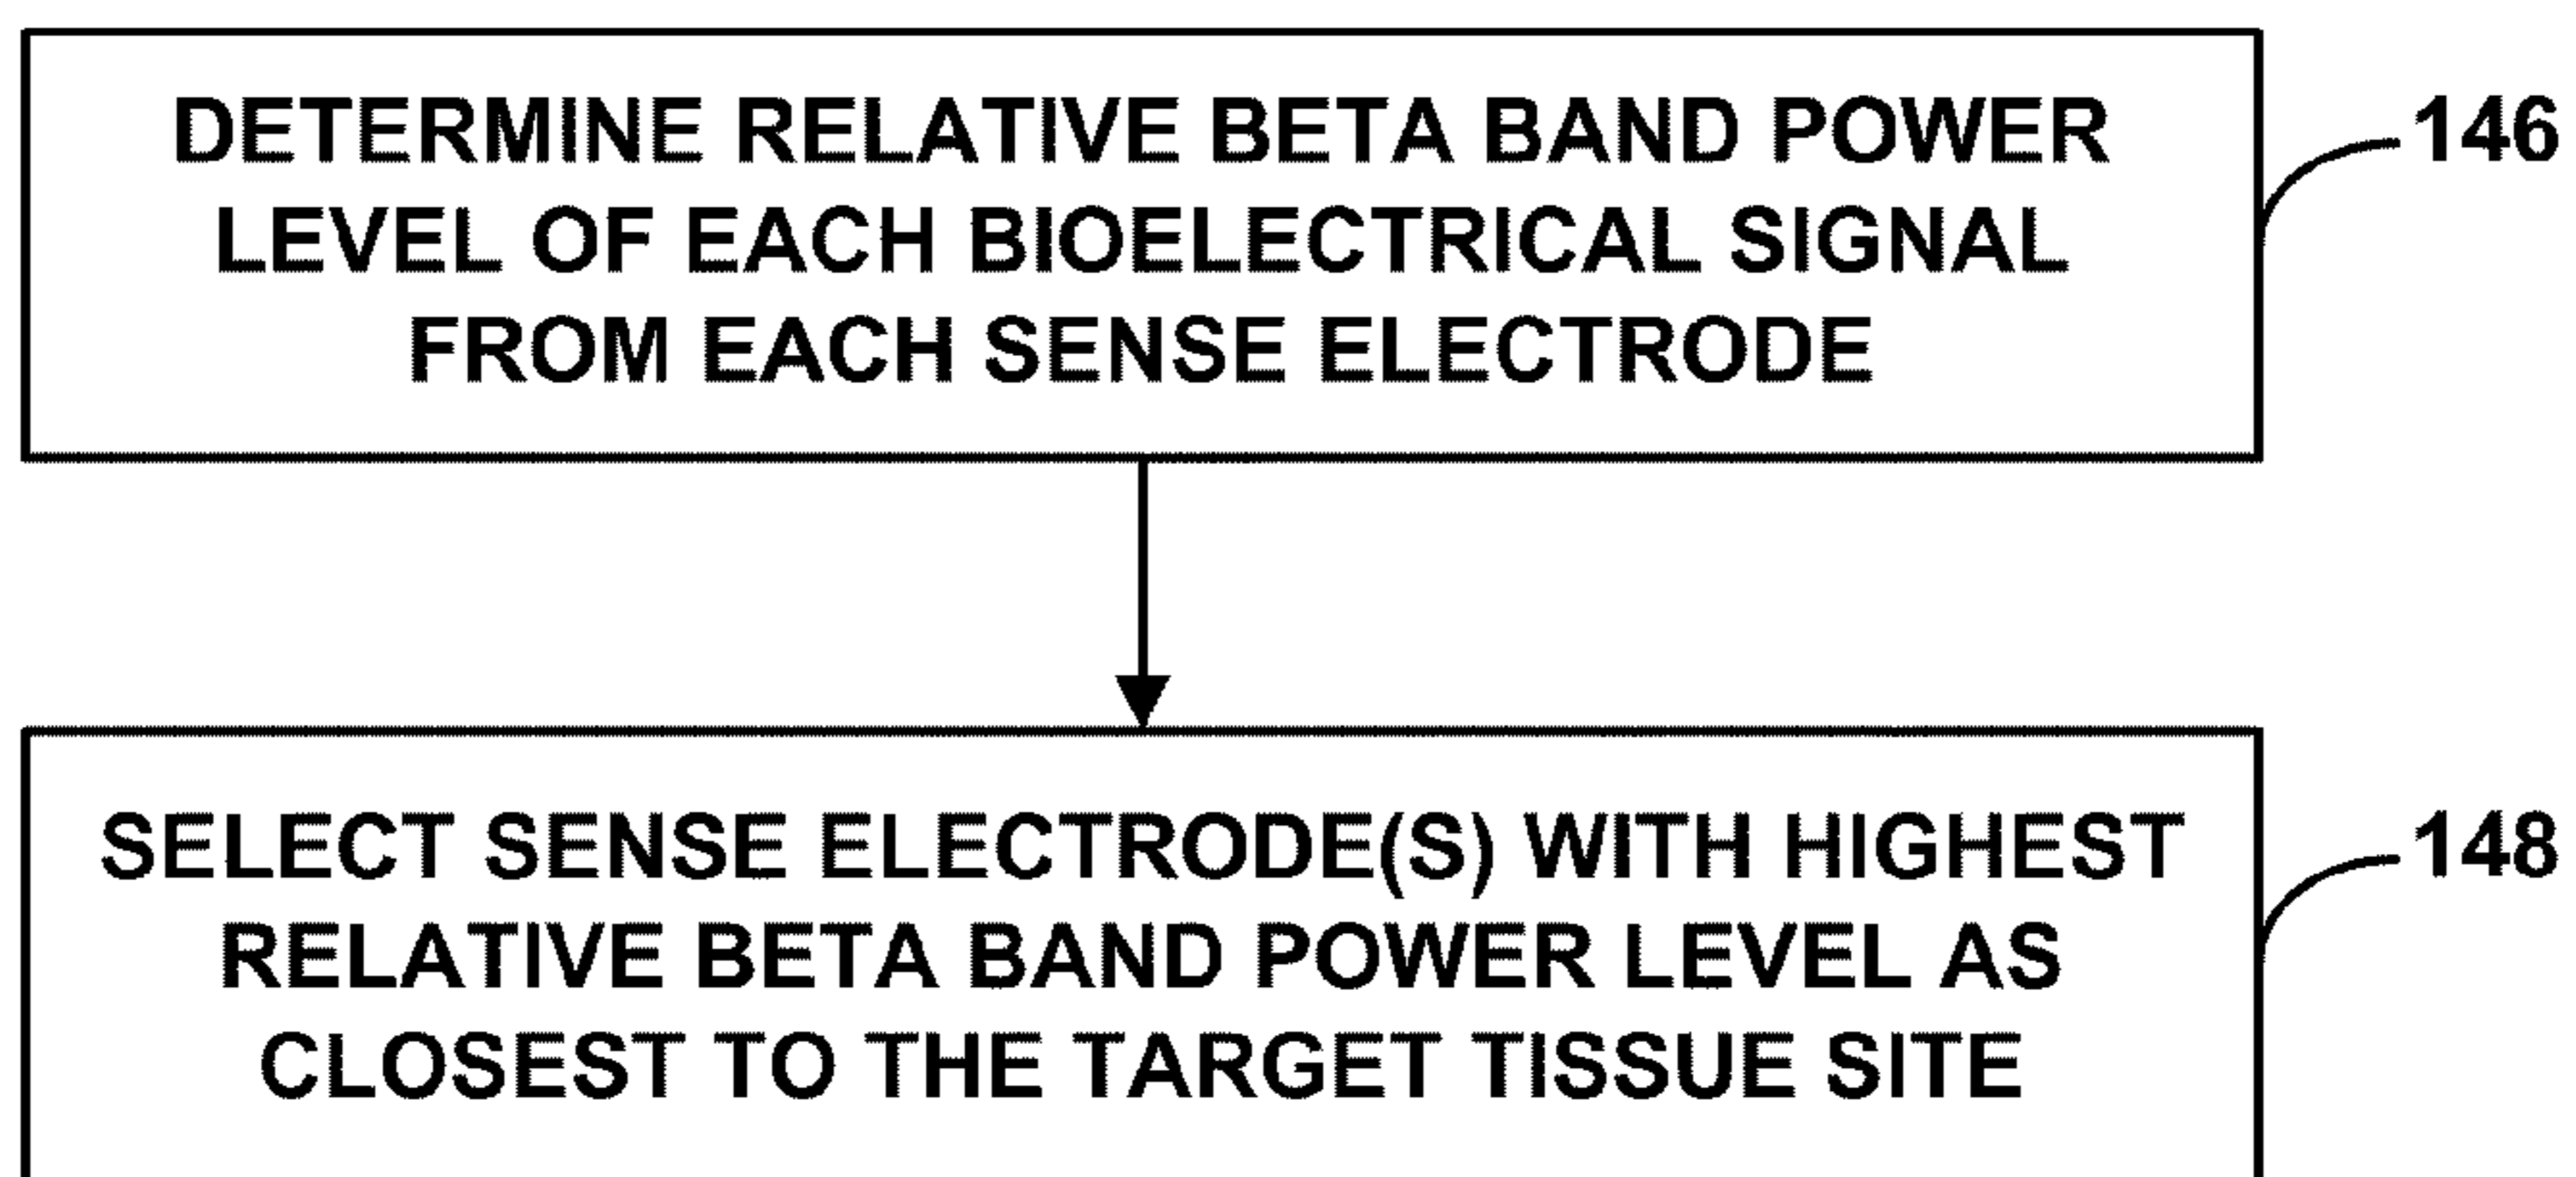 DETERMINE RELATIVE BETA BAND POWER
LEVEL OF EACH BIOELECTRICAL SIGNAL
FROM EACH SENSE ELECTRODE
146
SELECT SENSE ELECTRODE(S) WITH HIGHEST
RELATIVE BETA BAND POWER LEVEL AS
CLOSEST TO THE TARGET TISSUE SITE
148